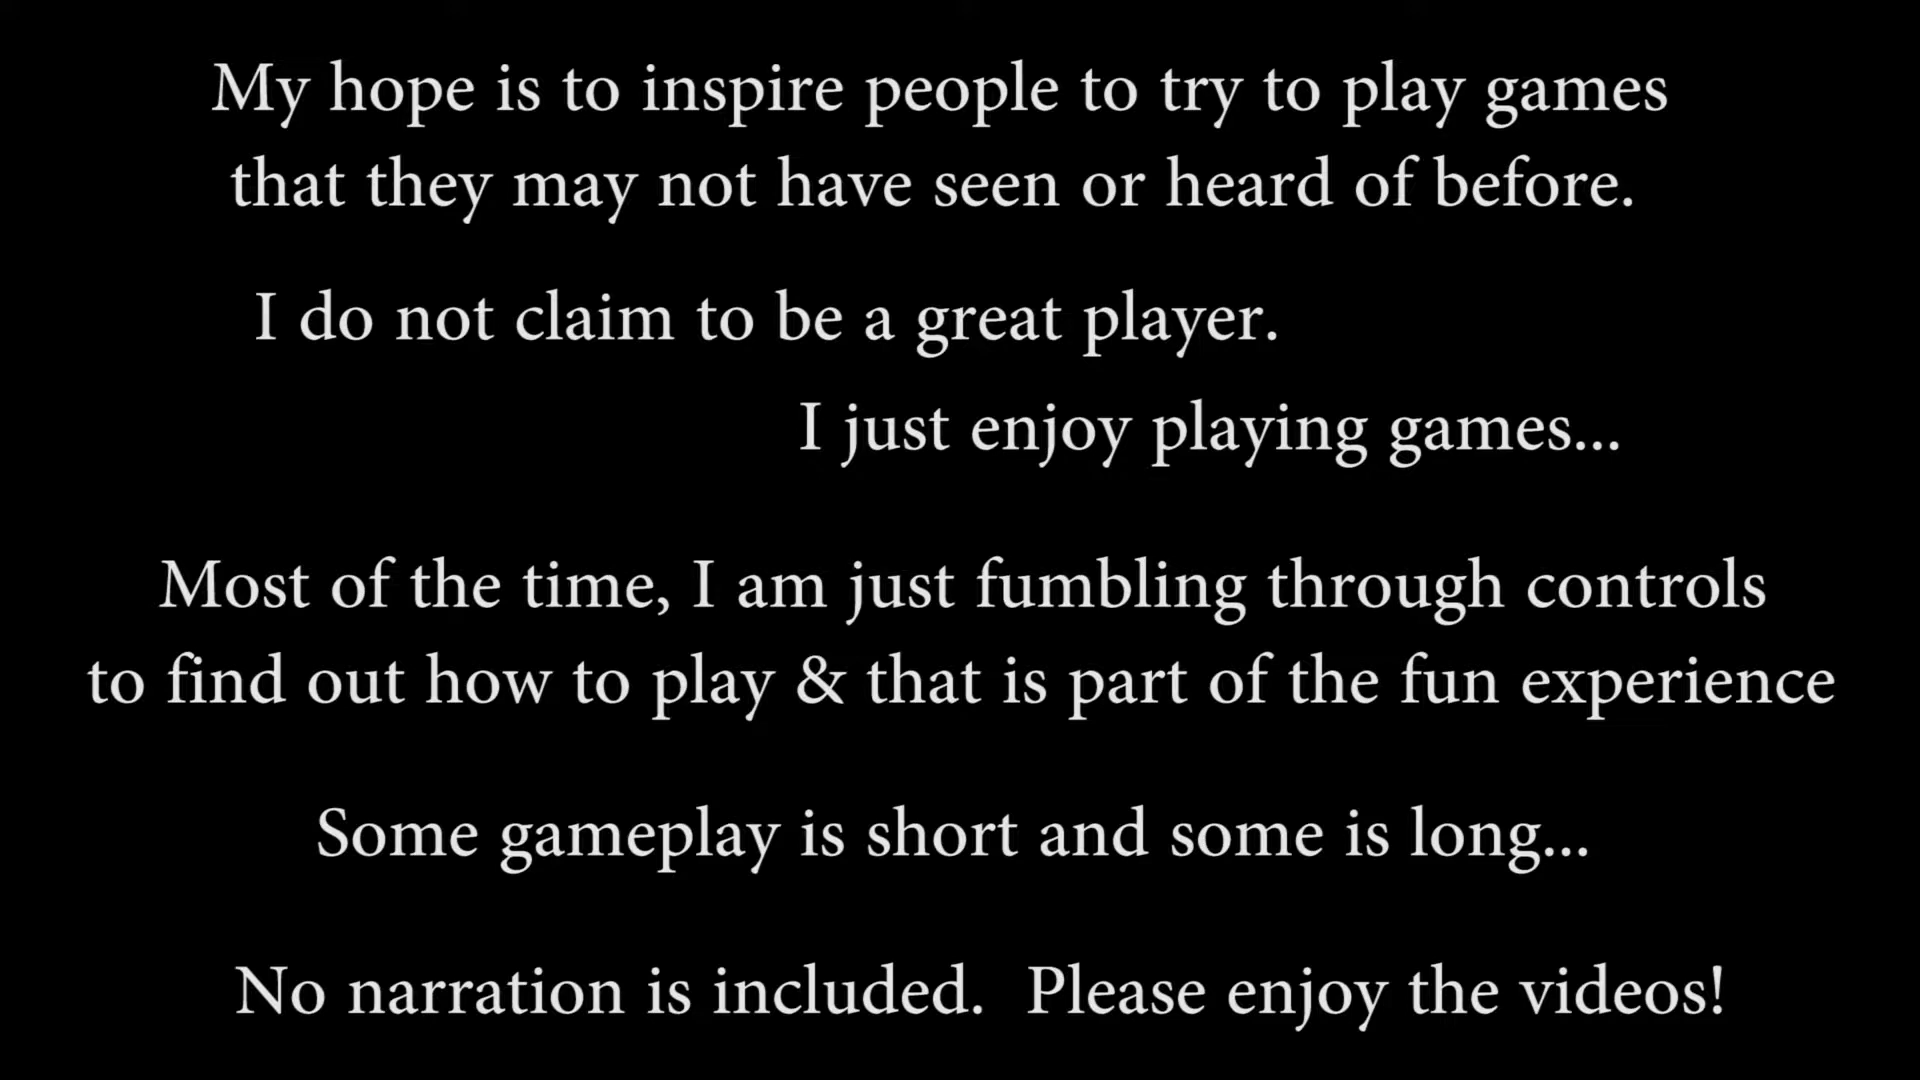 My hope is to inspire people to try to play games
that they may not have seen or heard of before.
I do not claim to be a great player.
I just enjoy playing games...
Most of the time, I am just fumbling through controls
to find out how to play & that is part of the fun experience
Some gameplay is short and some is long...
No narration is included.  Please enjoy the videos!